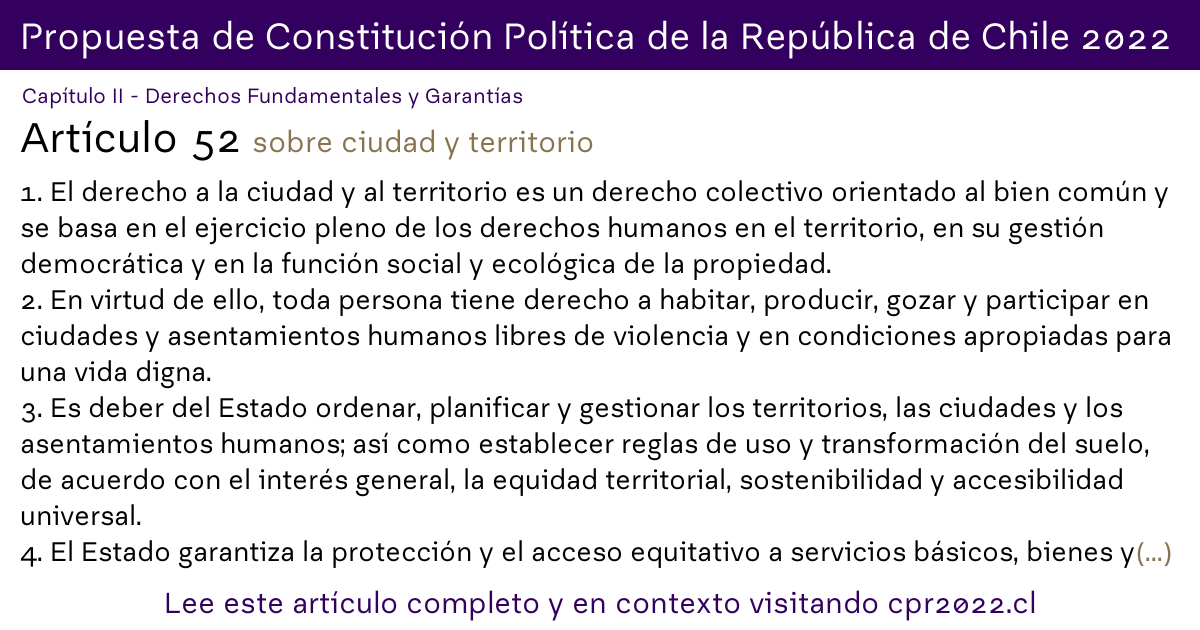 Propuesta de Constitución Política de la República de Chile 2022
Capítulo II - Derechos Fundamentales y Garantías
Artículo 52 sobre ciudad y territorio
1. El derecho a la ciudad y al territorio es un derecho colectivo orientado al bien común y
se basa en el ejercicio pleno de los derechos humanos en el territorio, en su gestión
democrática y en la función social y ecológica de la propiedad.
2. En virtud de ello, toda persona tiene derecho a habitar, producir, gozar y participar en
ciudades y asentamientos humanos libres de violencia y en condiciones apropiadas para
una vida digna.
3. Es deber del Estado ordenar, planificar y gestionar los territorios, las ciudades y los
asentamientos humanos; así como establecer reglas de uso y transformación del suelo,
de acuerdo con el interés general, la equidad territorial, sostenibilidad y accesibilidad
universal.
4. El Estado garantiza la protección y el acceso equitativo a servicios básicos, bienes y(...)
Lee este artículo completo y en contexto visitando cpr2022.cl